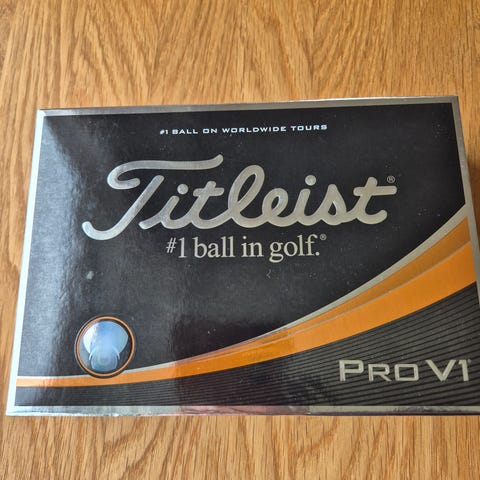 #1 BALL ON WORLDWIDE TOURS
Titleist®
#1 ball in golf.®
PRO V1